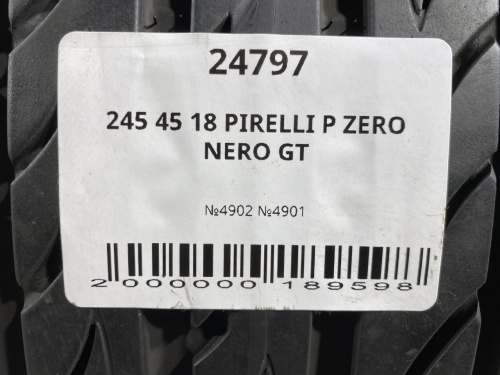 24797
245 45 18 PIRELLI P ZERO
NERO GT
№4902 №4901
2 000000 189598